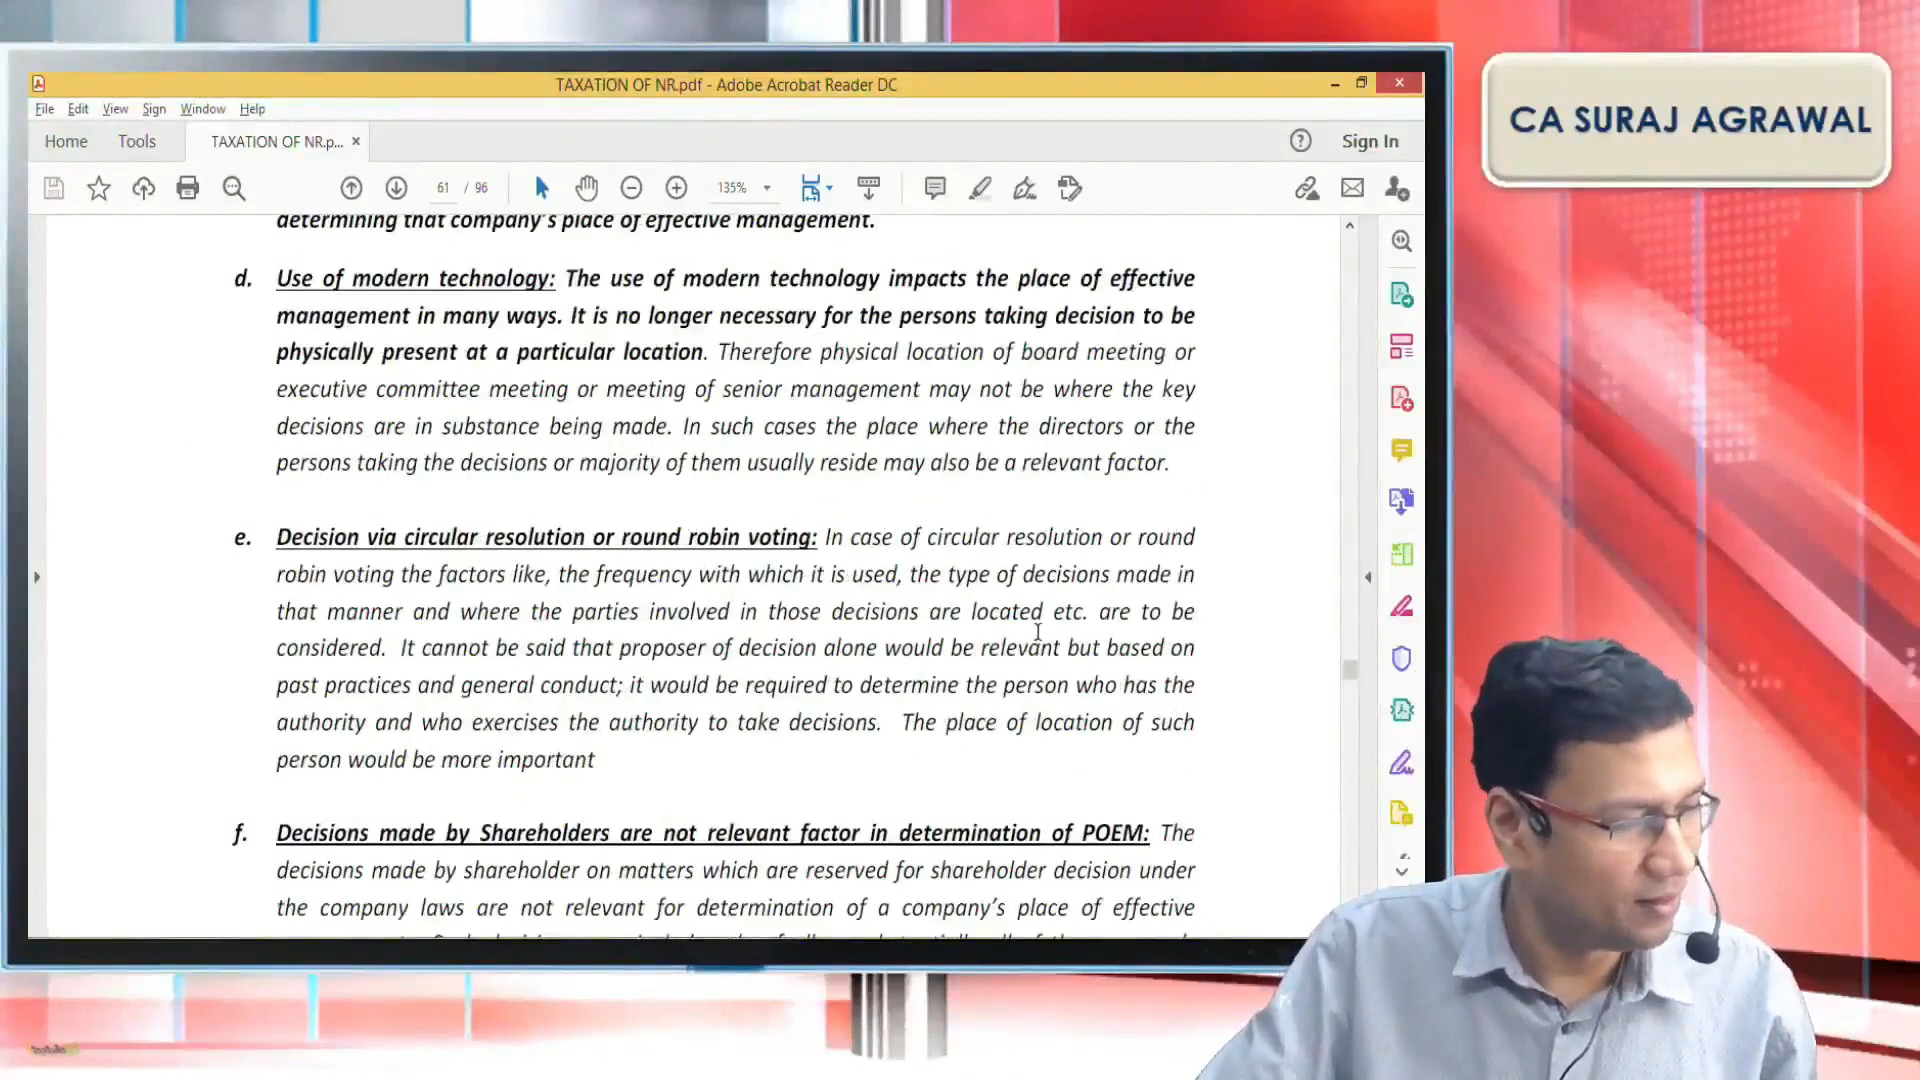 TAXATION OF NR.pdf - Adobe Acrobat Reader DC
CA SURAJ AGRAWAL
File Edit View Sign Window Help
Home Tools TAXATION OF NR.p... × Sign In
61 / 96 135%
determining that company's place of effective management.
d. Use of modern technology: The use of modern technology impacts the place of effective
management in many ways. It is no longer necessary for the persons taking decision to be
physically present at a particular location. Therefore physical location of board meeting or
executive committee meeting or meeting of senior management may not be where the key
decisions are in substance being made. In such cases the place where the directors or the
persons taking the decisions or majority of them usually reside may also be a relevant factor.
e. Decision via circular resolution or round robin voting: In case of circular resolution or round
robin voting the factors like, the frequency with which it is used, the type of decisions made in
that manner and where the parties involved in those decisions are located etc. are to be
considered. It cannot be said that proposer of decision alone would be relevant but based on
past practices and general conduct; it would be required to determine the person who has the
authority and who exercises the authority to take decisions. The place of location of such
person would be more important
f. Decisions made by Shareholders are not relevant factor in determination of POEM: The
decisions made by shareholder on matters which are reserved for shareholder decision under
the company laws are not relevant for determination of a company's place of effective